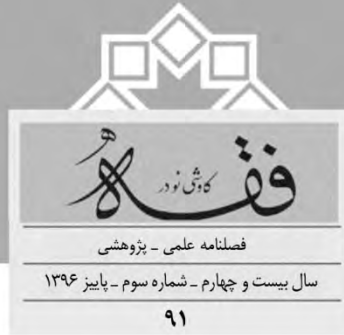 کاوشی نو در
فقه
فصلنامه علمی ـ پژوهشی
سال بیست و چهارم ـ شماره سوم ـ پاییز ۱۳۹۶
۹۱